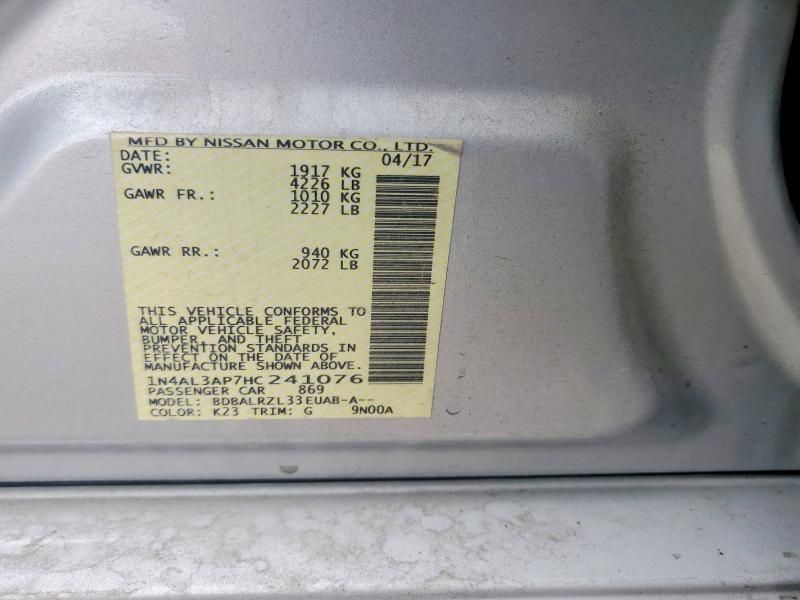 MFD BY NISSAN MOTOR CO., LTD.
DATE: 04/17
GVWR: 1917 KG
4226 LB
GAWR FR.: 1010 KG
2227 LB
GAWR RR.: 940 KG
2072 LB
THIS VEHICLE CONFORMS TO
ALL APPLICABLE FEDERAL
MOTOR VEHICLE SAFETY,
BUMPER, AND THEFT
PREVENTION STANDARDS IN
EFFECT ON THE DATE OF
MANUFACTURE SHOWN ABOVE.
1N4AL3AP7HC241076
PASSENGER CAR 869
MODEL: BDBALRZL33EUAB-A--
COLOR: K23 TRIM: G 9N00A